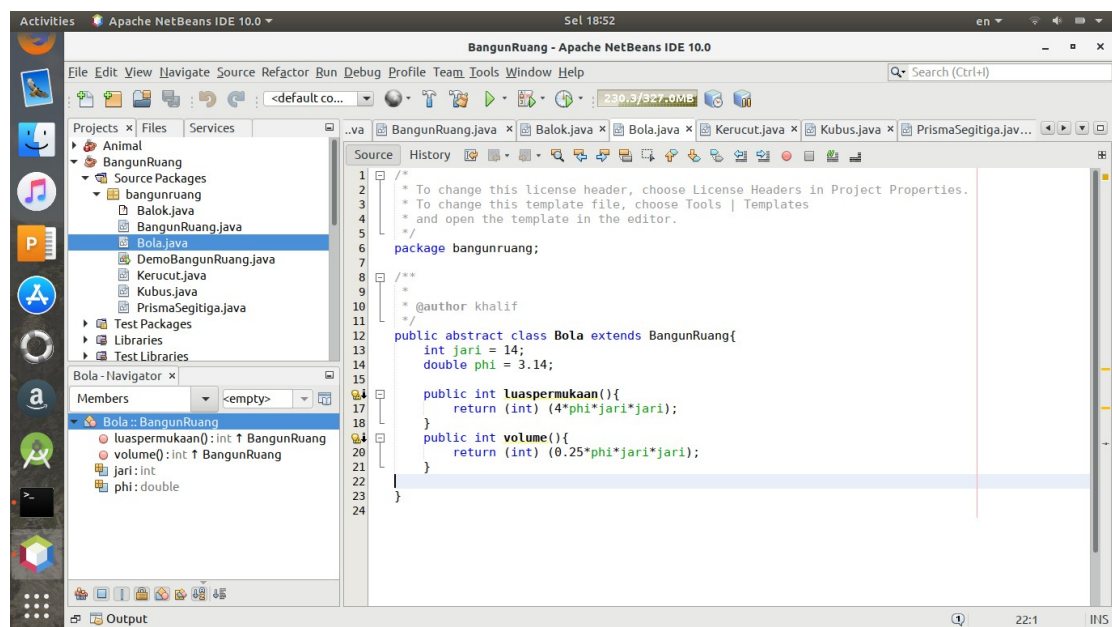 Activities Apache NetBeans IDE 10.0 Sel 18:52 en
BangunRuang - Apache NetBeans IDE 10.0
File Edit View Navigate Source Refactor Run Debug Profile Team Tools Window Help Search (Ctrl+I)
<default co... 230.3/327.0MB
Projects Files Services
..va BangunRuang.java Balok.java Bola.java Kerucut.java Kubus.java PrismaSegitiga.jav...
Source History
Animal
BangunRuang
Source Packages
bangunruang
Balok.java
BangunRuang.java
Bola.java
DemoBangunRuang.java
Kerucut.java
Kubus.java
PrismaSegitiga.java
Test Packages
Libraries
Test Libraries
Bola - Navigator
Members <empty>
Bola :: BangunRuang
luaspermukaan() : int ↑ BangunRuang
volume() : int ↑ BangunRuang
jari : int
phi : double
1 /*
2 * To change this license header, choose License Headers in Project Properties.
3 * To change this template file, choose Tools | Templates
4 * and open the template in the editor.
5 */
6 package bangunruang;
7
8 /**
9 *
10 * @author khalif
11 */
12 public abstract class Bola extends BangunRuang{
13 int jari = 14;
14 double phi = 3.14;
15
public int luaspermukaan(){
17 return (int) (4*phi*jari*jari);
18 }
public int volume(){
20 return (int) (0.25*phi*jari*jari);
21 }
22
23 }
24
Output 1 22:1 INS
P
a
>_